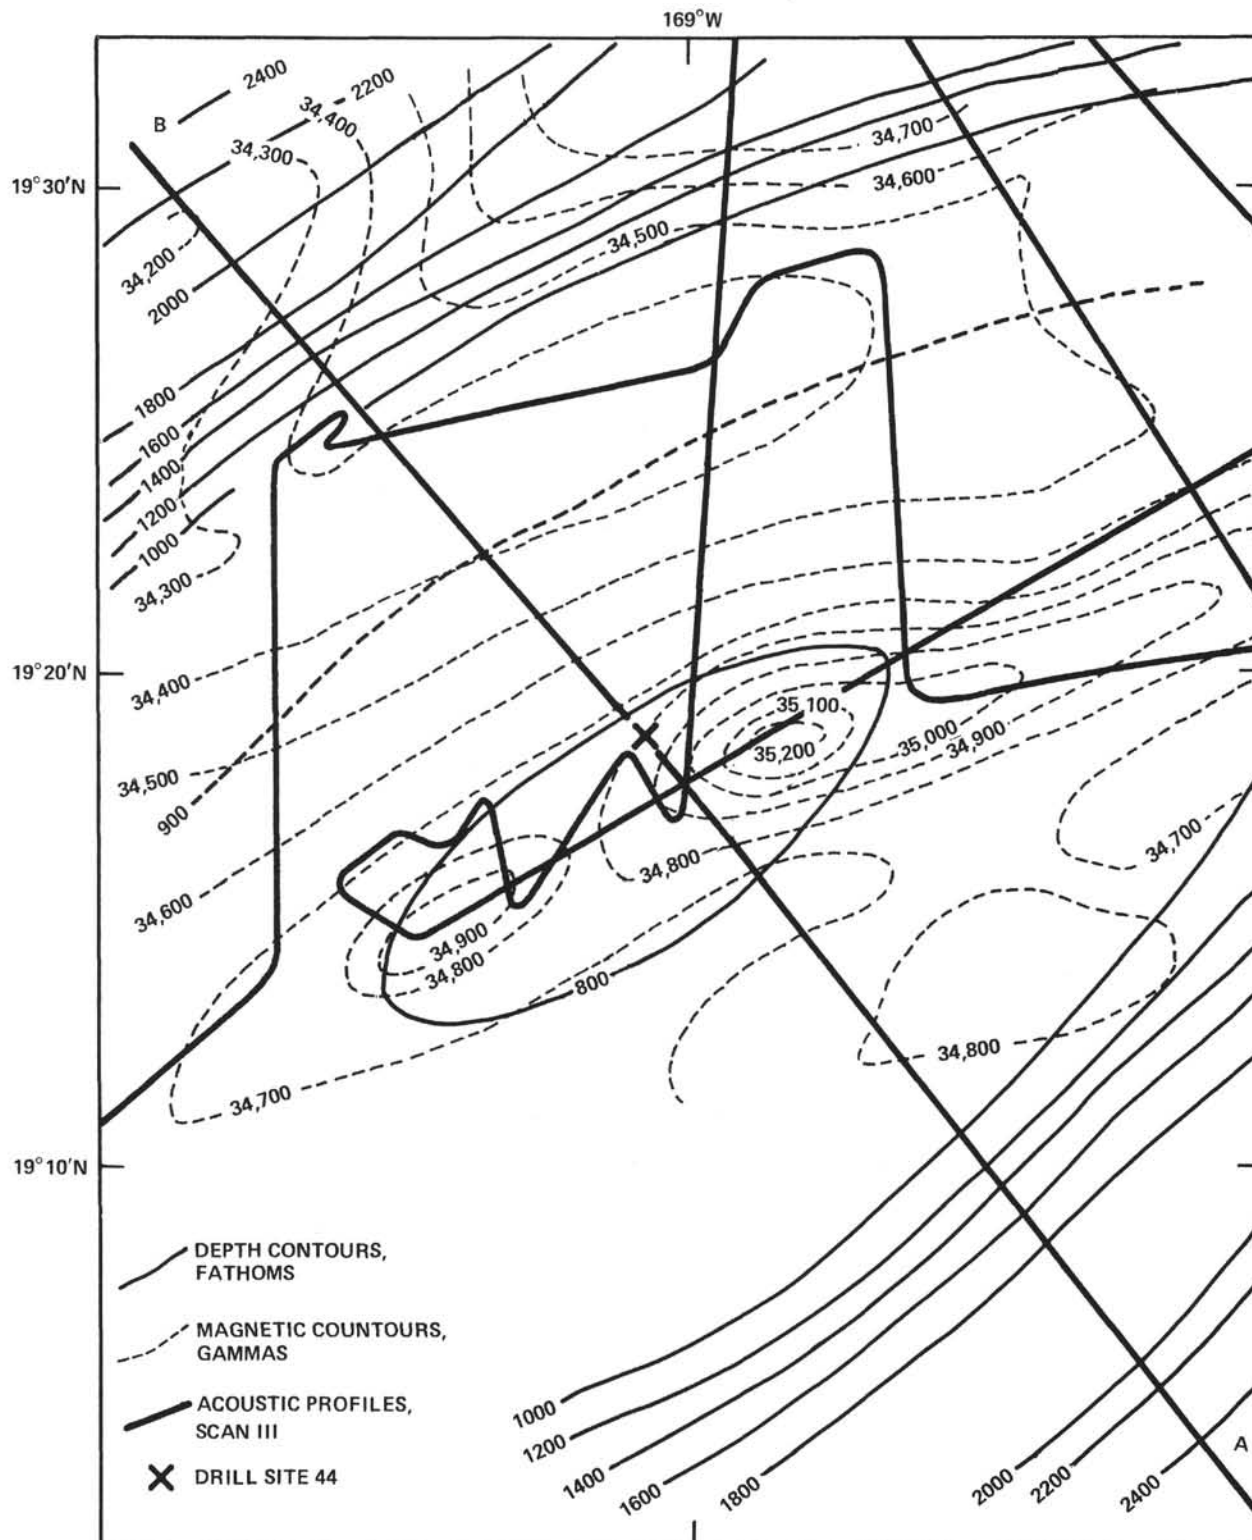 169°W
2400
2200
34,400
B
34,300
34,700
34,600
19°30'N
34,500
34,200
2000
1800
1600
1400
1200
1000
34,300
19°20'N
34,400
35,100
35,000
34,900
35,200
34,500
900
34,800
34,700
34,600
34,900
34,800
800
34,800
34,700
19°10'N
DEPTH CONTOURS,
FATHOMS
MAGNETIC COUNTOURS,
GAMMAS
ACOUSTIC PROFILES,
SCAN III
DRILL SITE 44
1000
1200
1400
1600
1800
2000
2200
2400
A